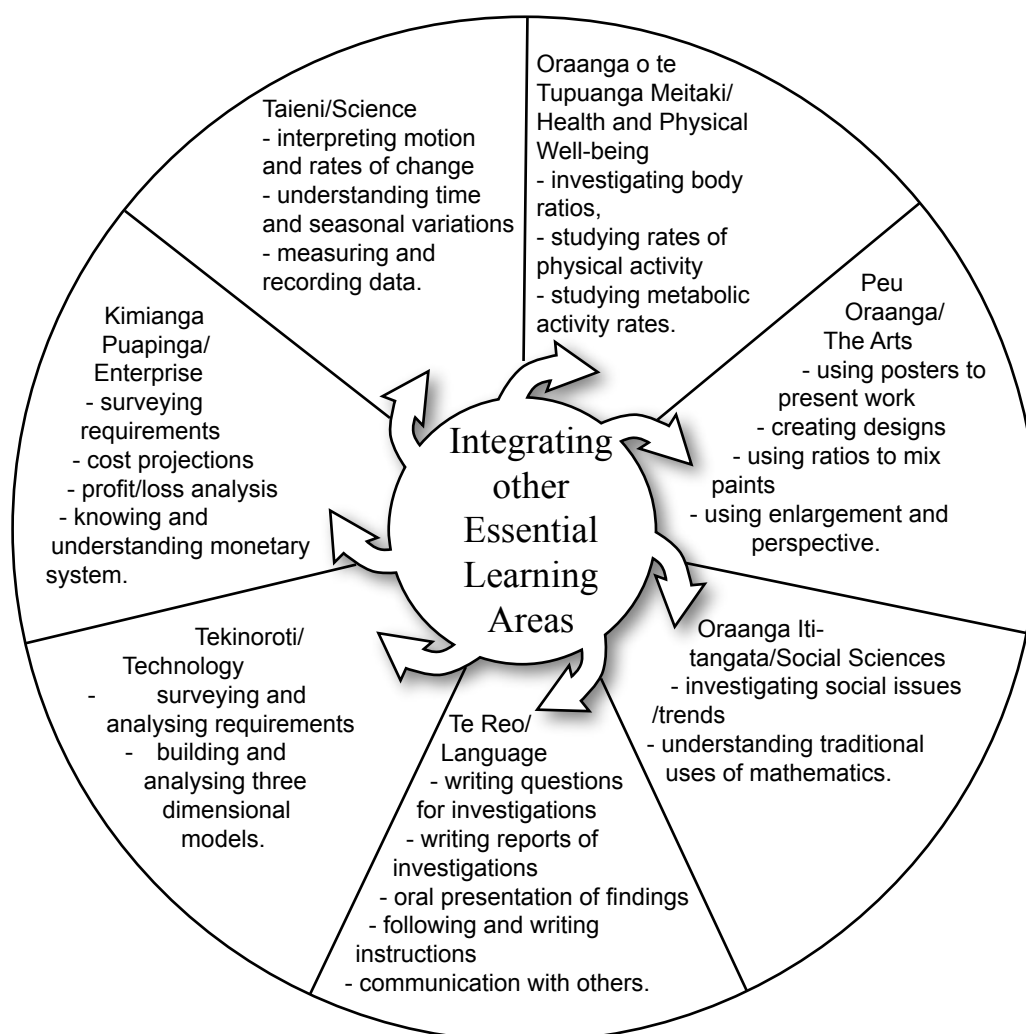 Taieni/Science
- interpreting motion
and rates of change
- understanding time
and seasonal variations
- measuring and
recording data.
Oraanga o te
Tupuanga Meitaki/
Health and Physical
Well-being
- investigating body
ratios,
- studying rates of
physical activity
- studying metabolic
activity rates.
Peu
Oraanga/
The Arts
- using posters to
present work
- creating designs
- using ratios to mix
paints
- using enlargement and
perspective.
Oraanga Iti-
tangata/Social Sciences
- investigating social issues
/trends
- understanding traditional
uses of mathematics.
Te Reo/
Language
- writing questions
for investigations
- writing reports of
investigations
- oral presentation of findings
- following and writing
instructions
- communication with others.
Tekinoroti/
Technology
- surveying and
analysing requirements
- building and
analysing three
dimensional
models.
Kimianga
Puapinga/
Enterprise
- surveying
requirements
- cost projections
- profit/loss analysis
- knowing and
understanding monetary
system.
Integrating
other
Essential
Learning
Areas